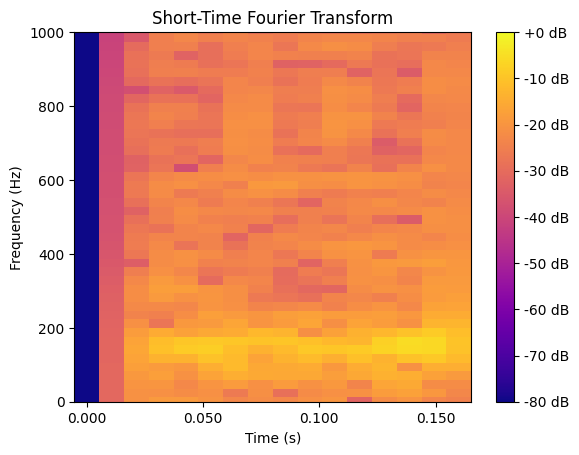 Short-Time Fourier Transform
1000
800
600
400
200
0
Frequency (Hz)
0.000
0.050
0.100
0.150
Time (s)
+0 dB
-10 dB
-20 dB
-30 dB
-40 dB
-50 dB
-60 dB
-70 dB
-80 dB